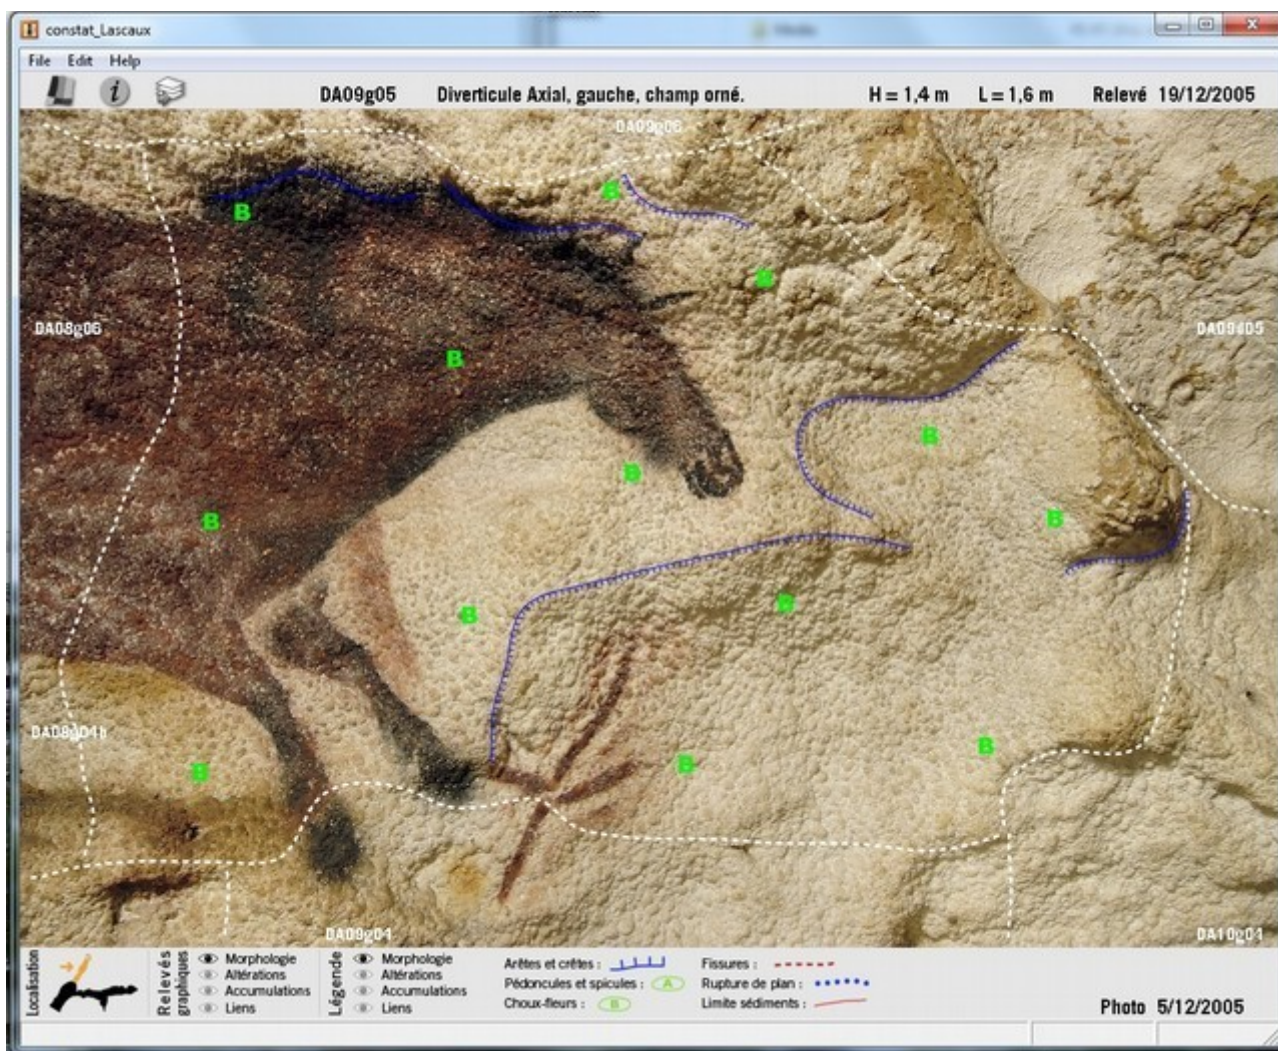 constat_Lascaux
File Edit Help
DA09g05 Diverticule Axial, gauche, champ orné. H = 1,4 m L = 1,6 m Relevé 19/12/2005
DA09g06
B
B
B
DA08g06
DA09d05
B
B
B
B
B
B
B
DA08g04b
B
B
B
DA09g04
DA10g01
Localisation
Relevés graphiques
Morphologie
Altérations
Accumulations
Liens
Légende
Morphologie
Altérations
Accumulations
Liens
Arêtes et crêtes :
Pédoncules et spicules : A
Choux-fleurs : B
Fissures :
Rupture de plan :
Limite sédiments :
Photo 5/12/2005